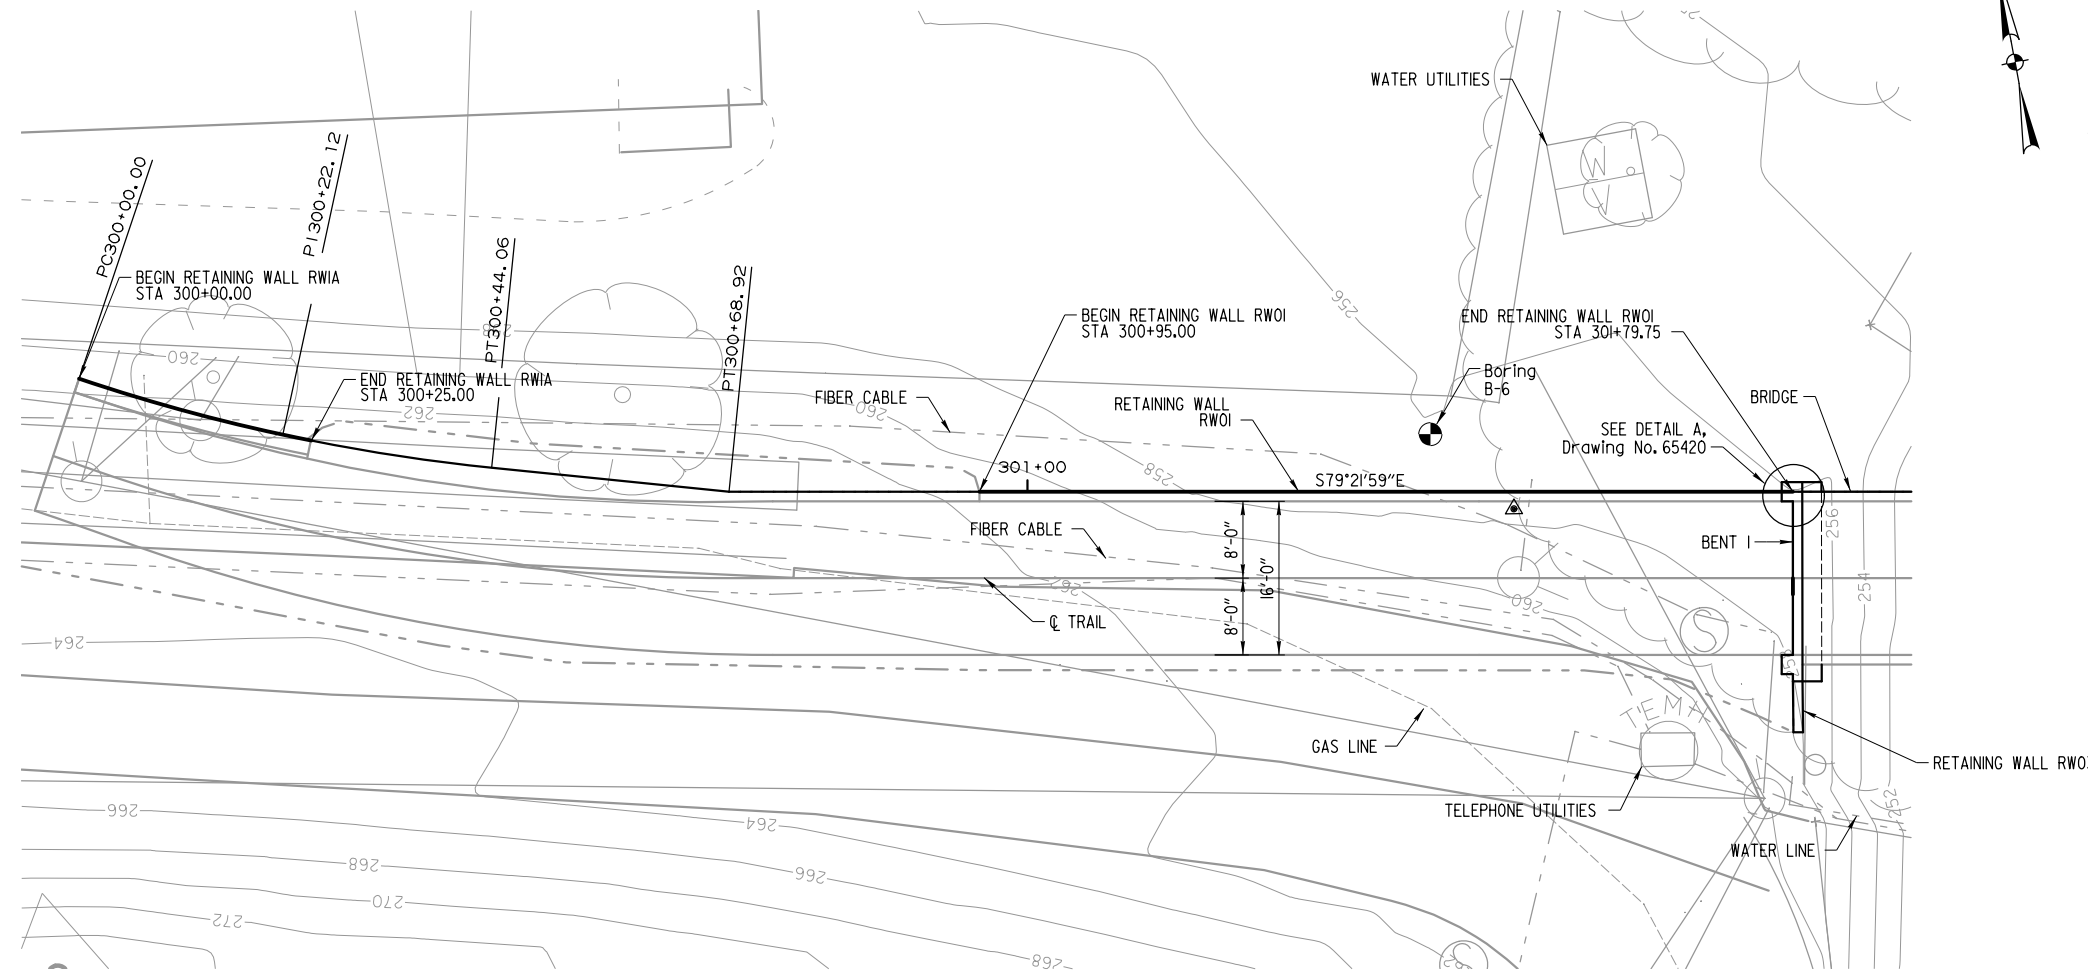 WATER UTILITIES
W
V
PC300+00.00
PI300+22.12
PT300+44.06
PT300+68.92
BEGIN RETAINING WALL RW1A
STA 300+00.00
END RETAINING WALL RW1A
STA 300+25.00
BEGIN RETAINING WALL RW01
STA 300+95.00
END RETAINING WALL RW01
STA 301+79.75
256
260
262
260
258
Boring
B-6
FIBER CABLE
RETAINING WALL
RW01
BRIDGE
SEE DETAIL A,
Drawing No. 65420
301+00
S79°21'59"E
FIBER CABLE
8'-0"
16'-0"
8'-0"
BENT 1
256
254
262
260
S
℄ TRAIL
264
TEMP
GAS LINE
RETAINING WALL RW0
TELEPHONE UTILITIES
252
WATER LINE
266
264
268
266
270
272
268